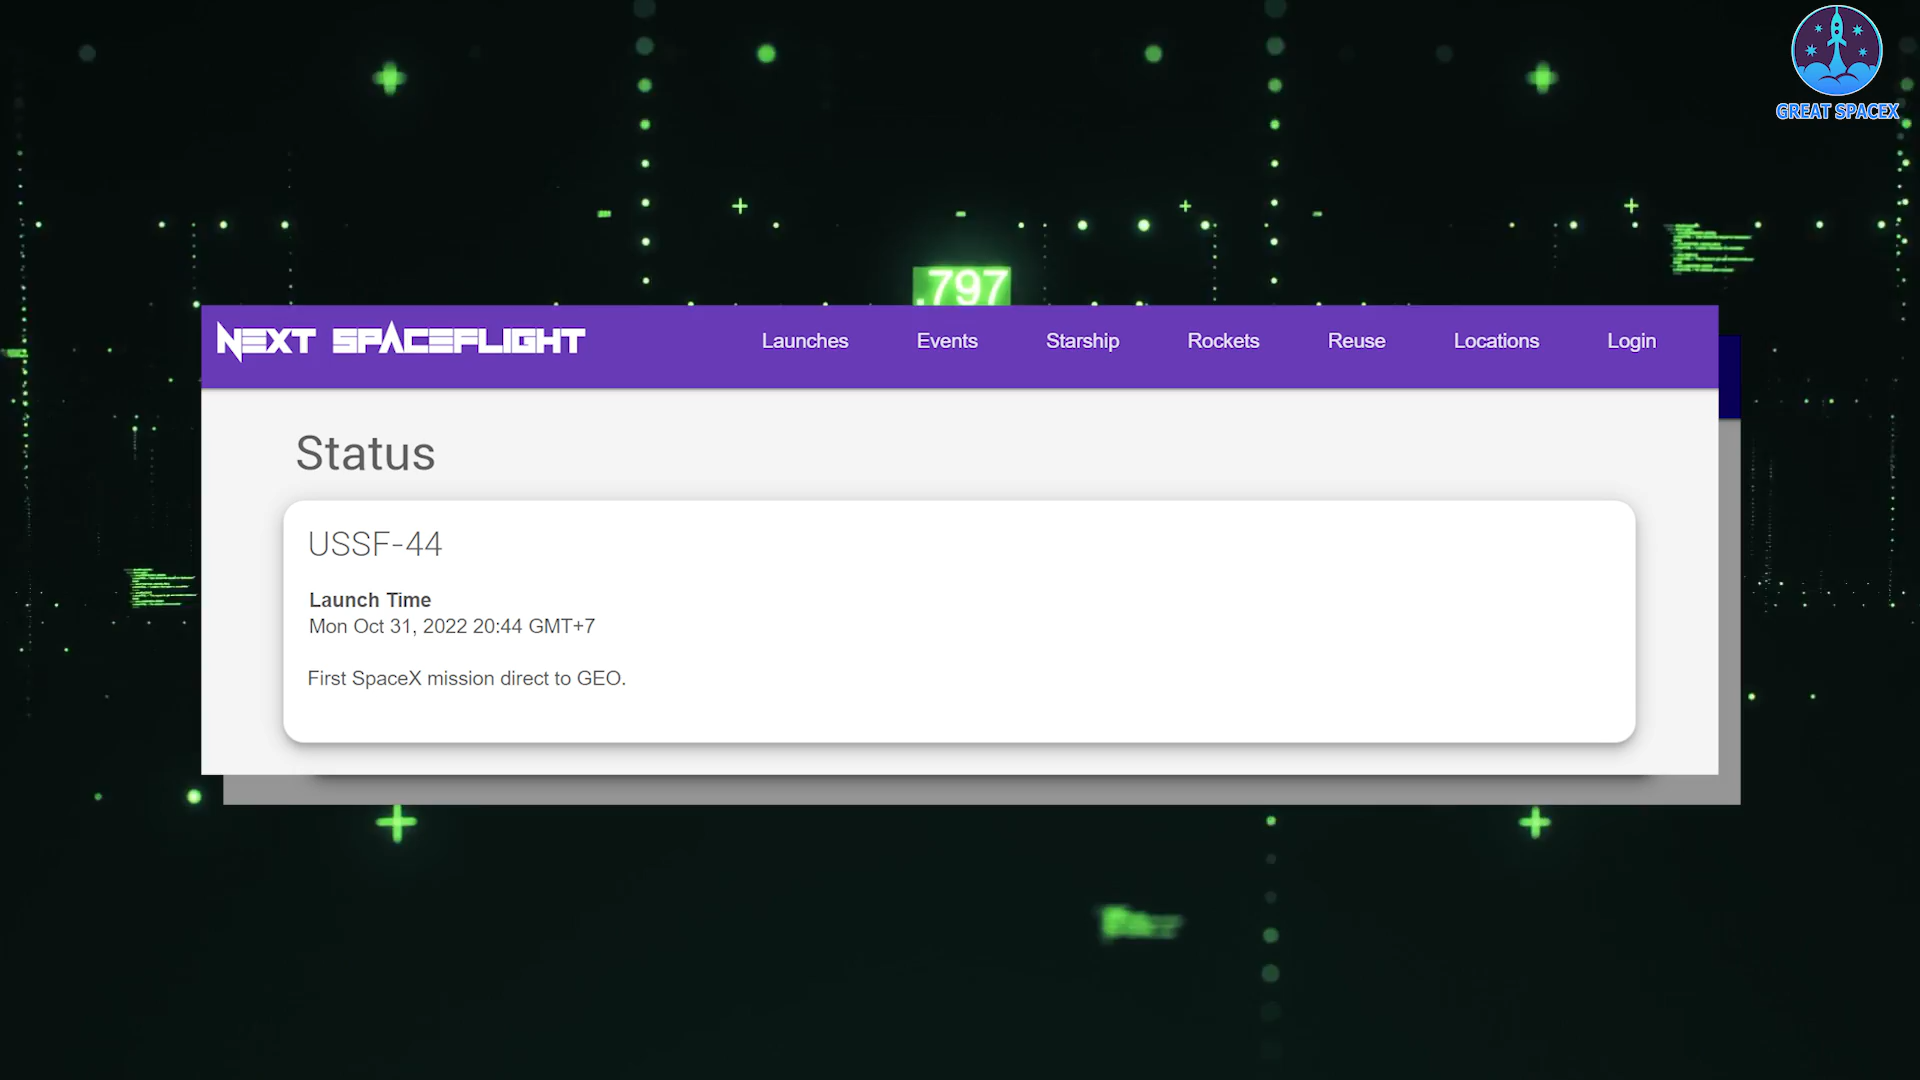 GREAT SPACEX
.797
NEXT SPACEFLIGHT
Launches Events Starship Rockets Reuse Locations Login
Status
USSF-44
Launch Time
Mon Oct 31, 2022 20:44 GMT+7
First SpaceX mission direct to GEO.